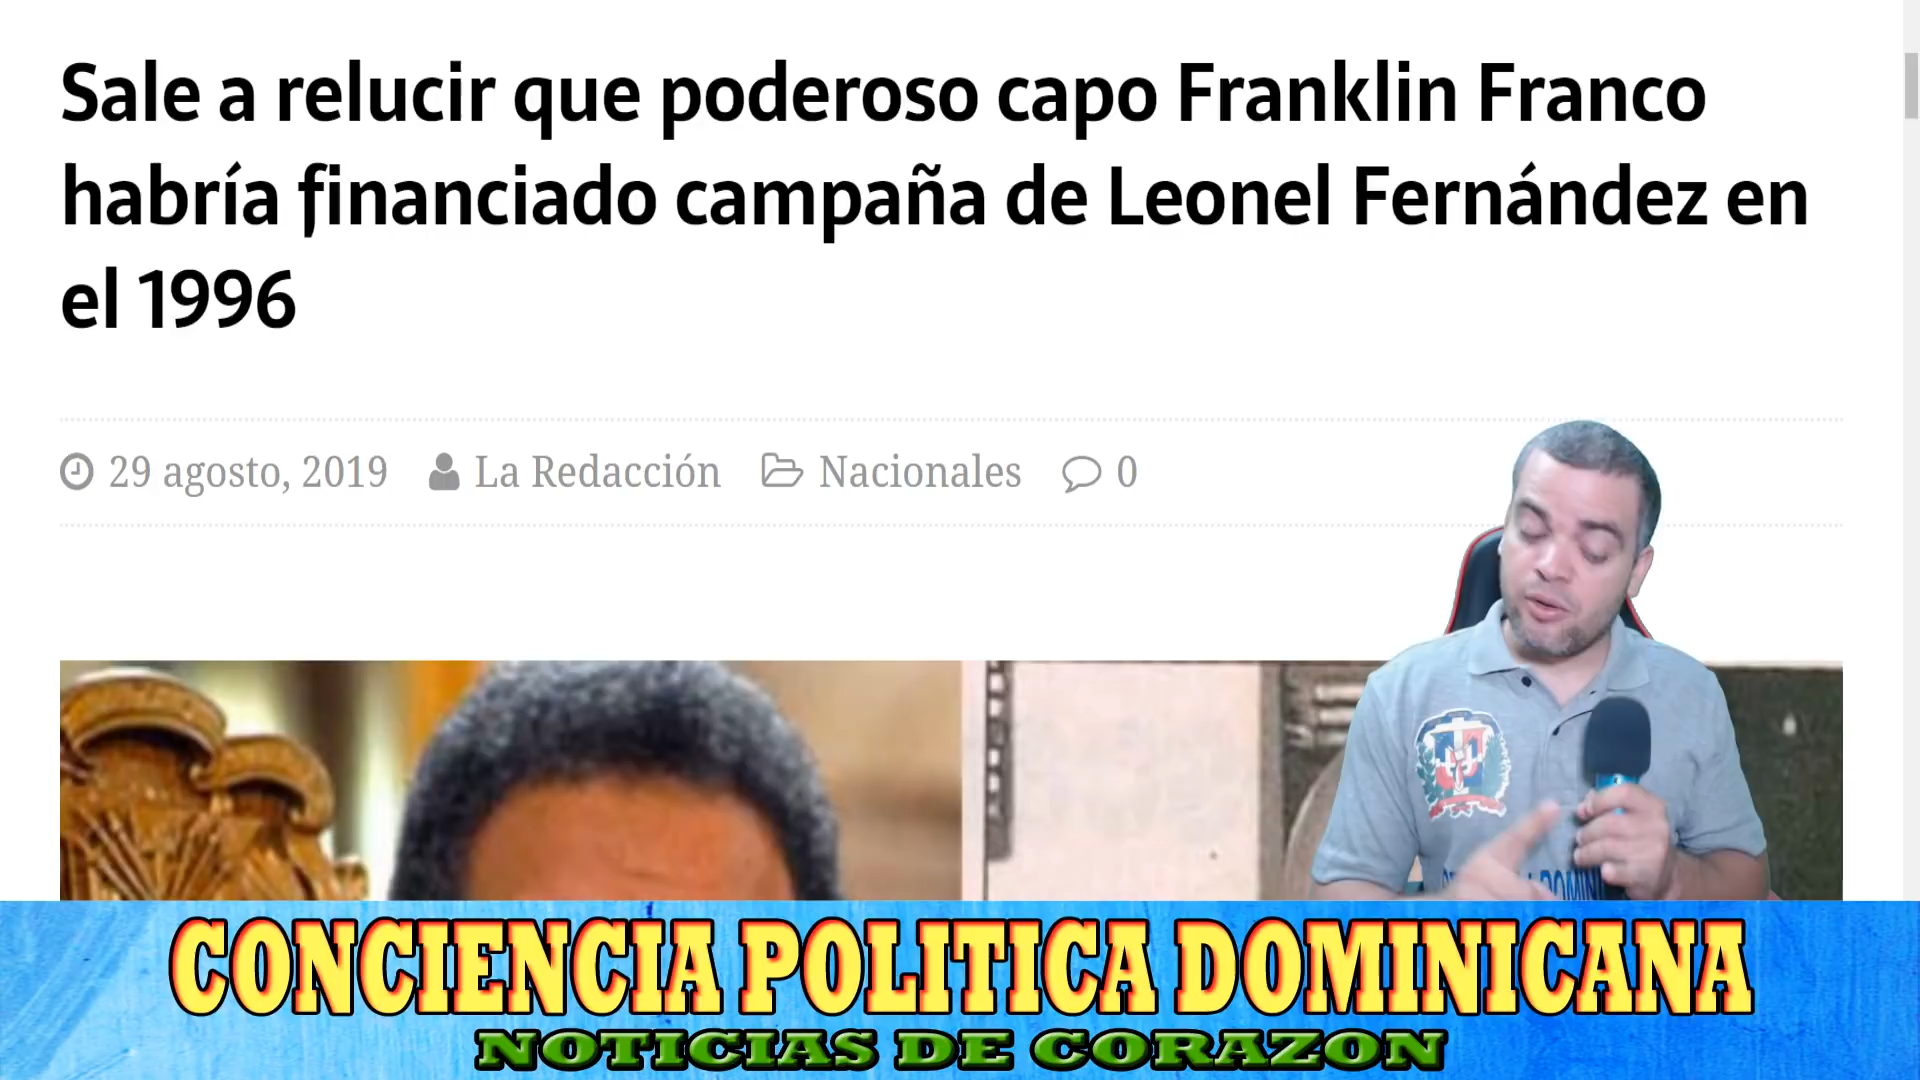 Sale a relucir que poderoso capo Franklin Franco
habría financiado campaña de Leonel Fernández en
el 1996
29 agosto, 2019 La Redacción Nacionales 0
CONCIENCIA POLITICA DOMINICANA
NOTICIAS DE CORAZON